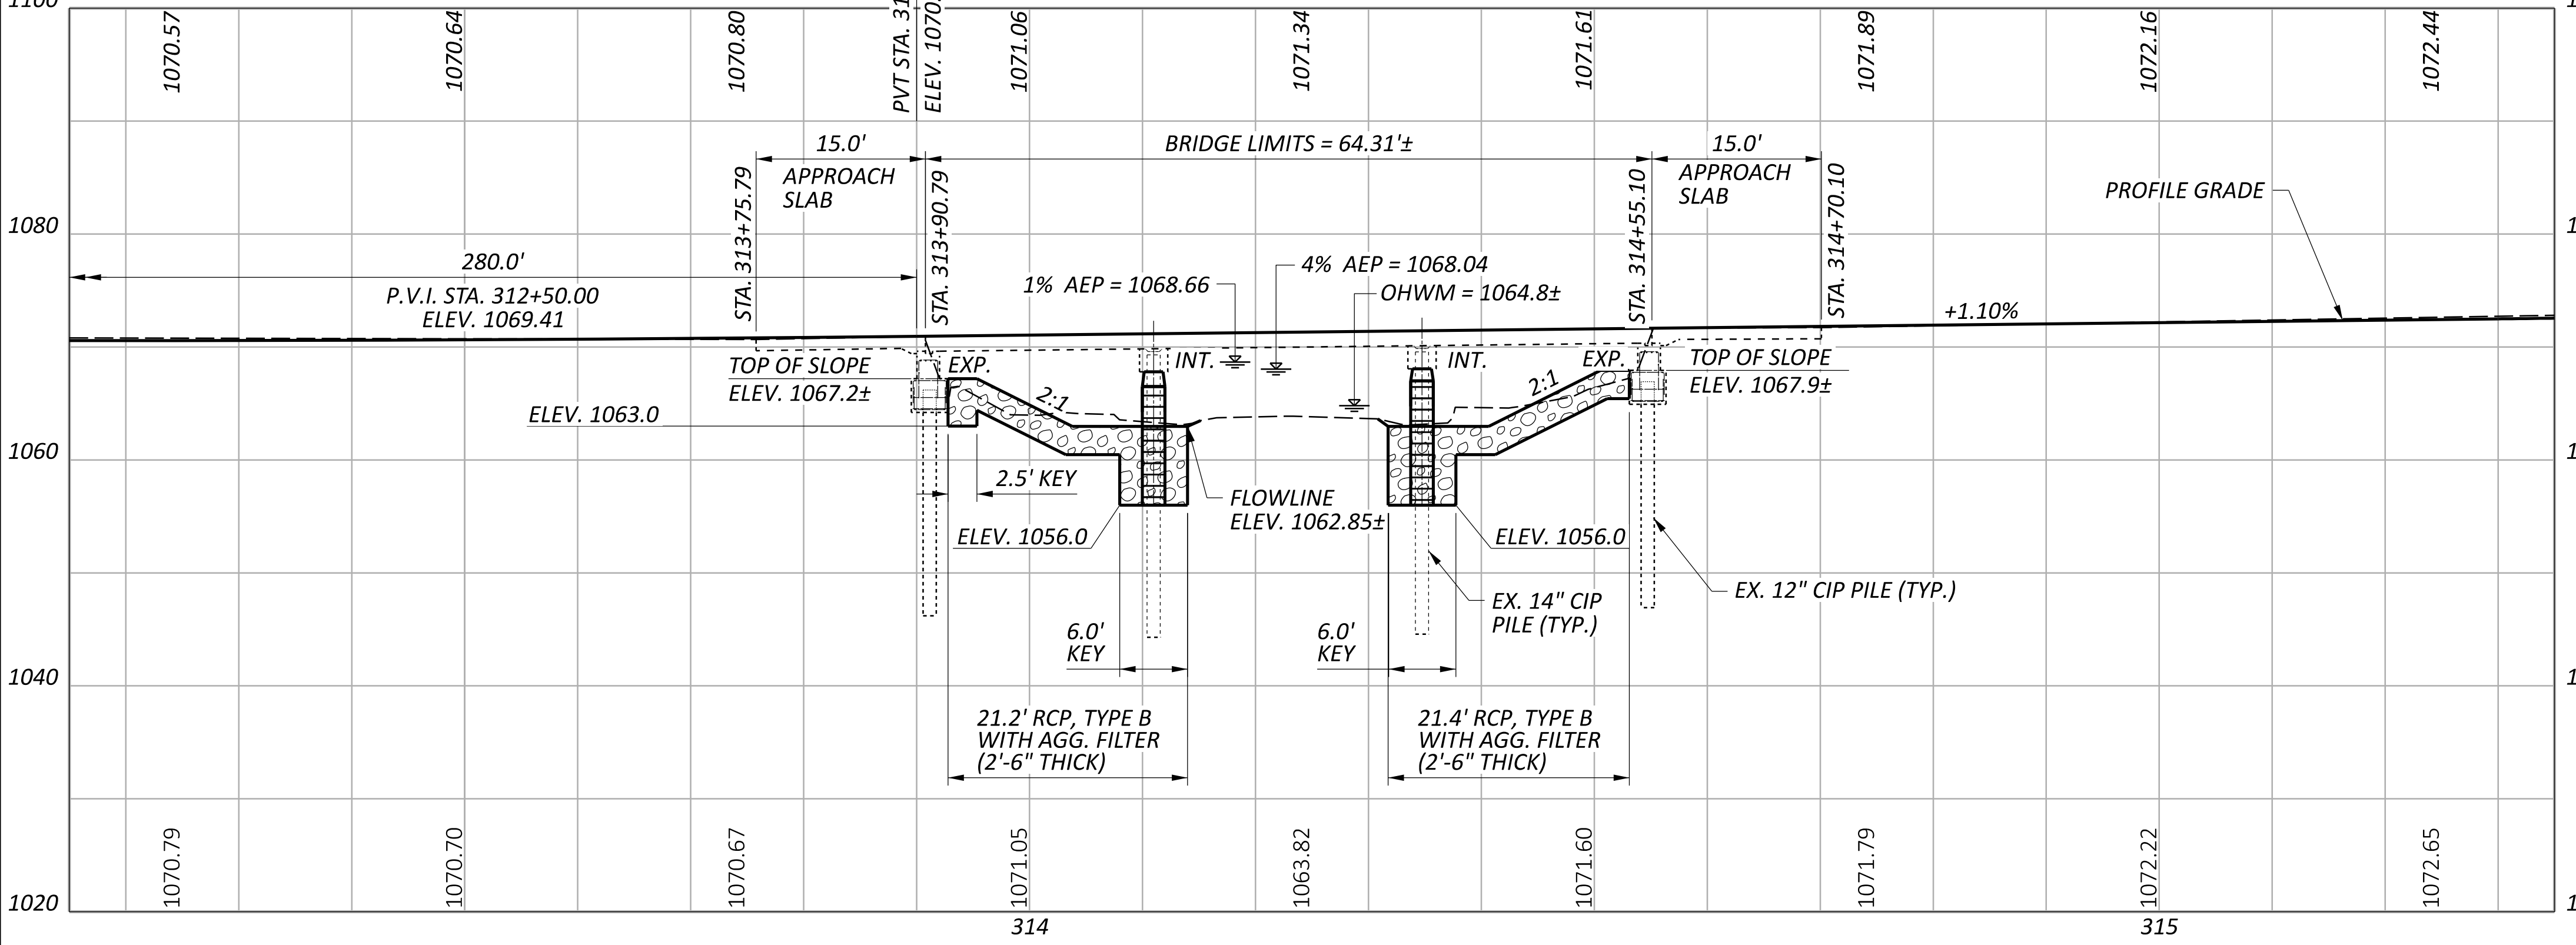 1100
1070.57
1070.64
1070.80
PVT STA. 31
ELEV. 1070.
1071.06
1071.34
1071.61
1071.89
1072.16
1072.44
15.0'
APPROACH
SLAB
BRIDGE LIMITS = 64.31'±
15.0'
APPROACH
SLAB
STA. 313+75.79
STA. 313+90.79
STA. 314+55.10
STA. 314+70.10
PROFILE GRADE
1080
280.0'
P.V.I. STA. 312+50.00
ELEV. 1069.41
1% AEP = 1068.66
4% AEP = 1068.04
OHWM = 1064.8±
+1.10%
TOP OF SLOPE
ELEV. 1067.2±
EXP.
INT.
INT.
EXP.
TOP OF SLOPE
ELEV. 1067.9±
2:1
2:1
ELEV. 1063.0
1060
2.5' KEY
FLOWLINE
ELEV. 1062.85±
ELEV. 1056.0
ELEV. 1056.0
EX. 14" CIP
PILE (TYP.)
EX. 12" CIP PILE (TYP.)
6.0'
KEY
6.0'
KEY
1040
21.2' RCP, TYPE B
WITH AGG. FILTER
(2'-6" THICK)
21.4' RCP, TYPE B
WITH AGG. FILTER
(2'-6" THICK)
1070.79
1070.70
1070.67
1071.05
1063.82
1071.60
1071.79
1072.22
1072.65
1020
314
315